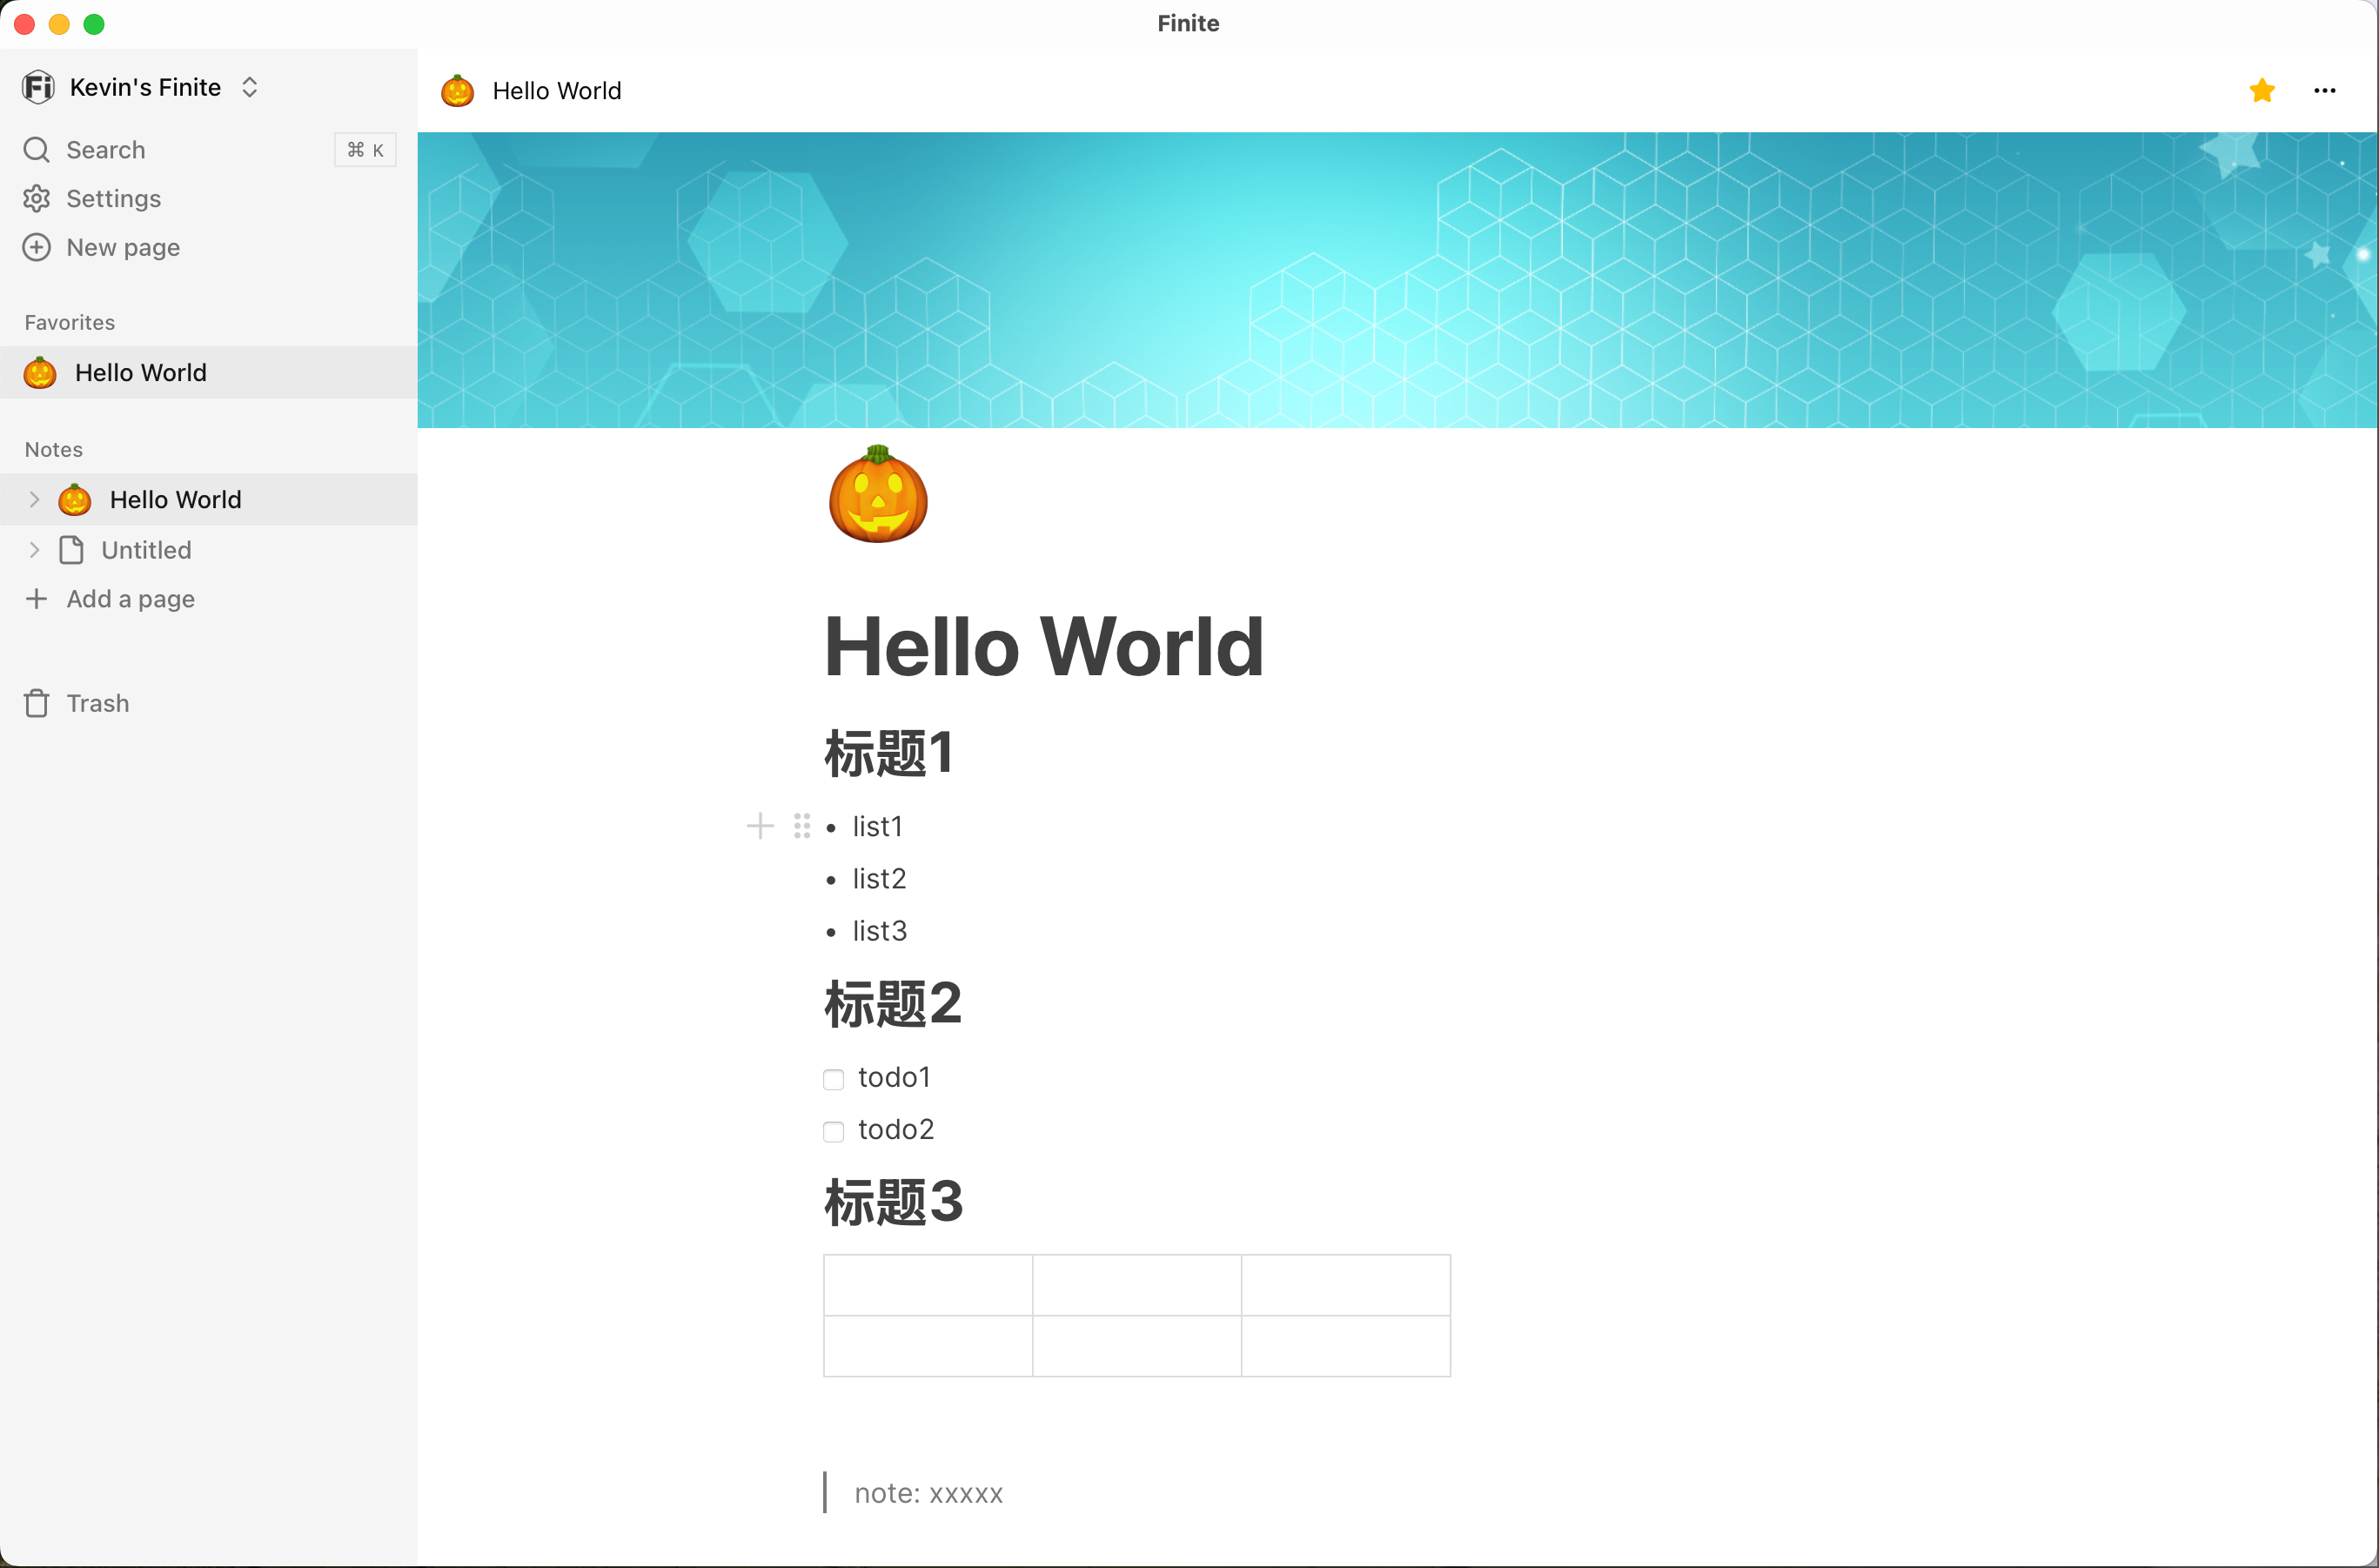 Finite
Fi Kevin's Finite
Search ⌘ K
Settings
New page
Favorites
Hello World
Notes
Hello World
Untitled
Add a page
Trash
Hello World
Hello World
标题1
• list1
• list2
• list3
标题2
todo1
todo2
标题3
note: xxxxx